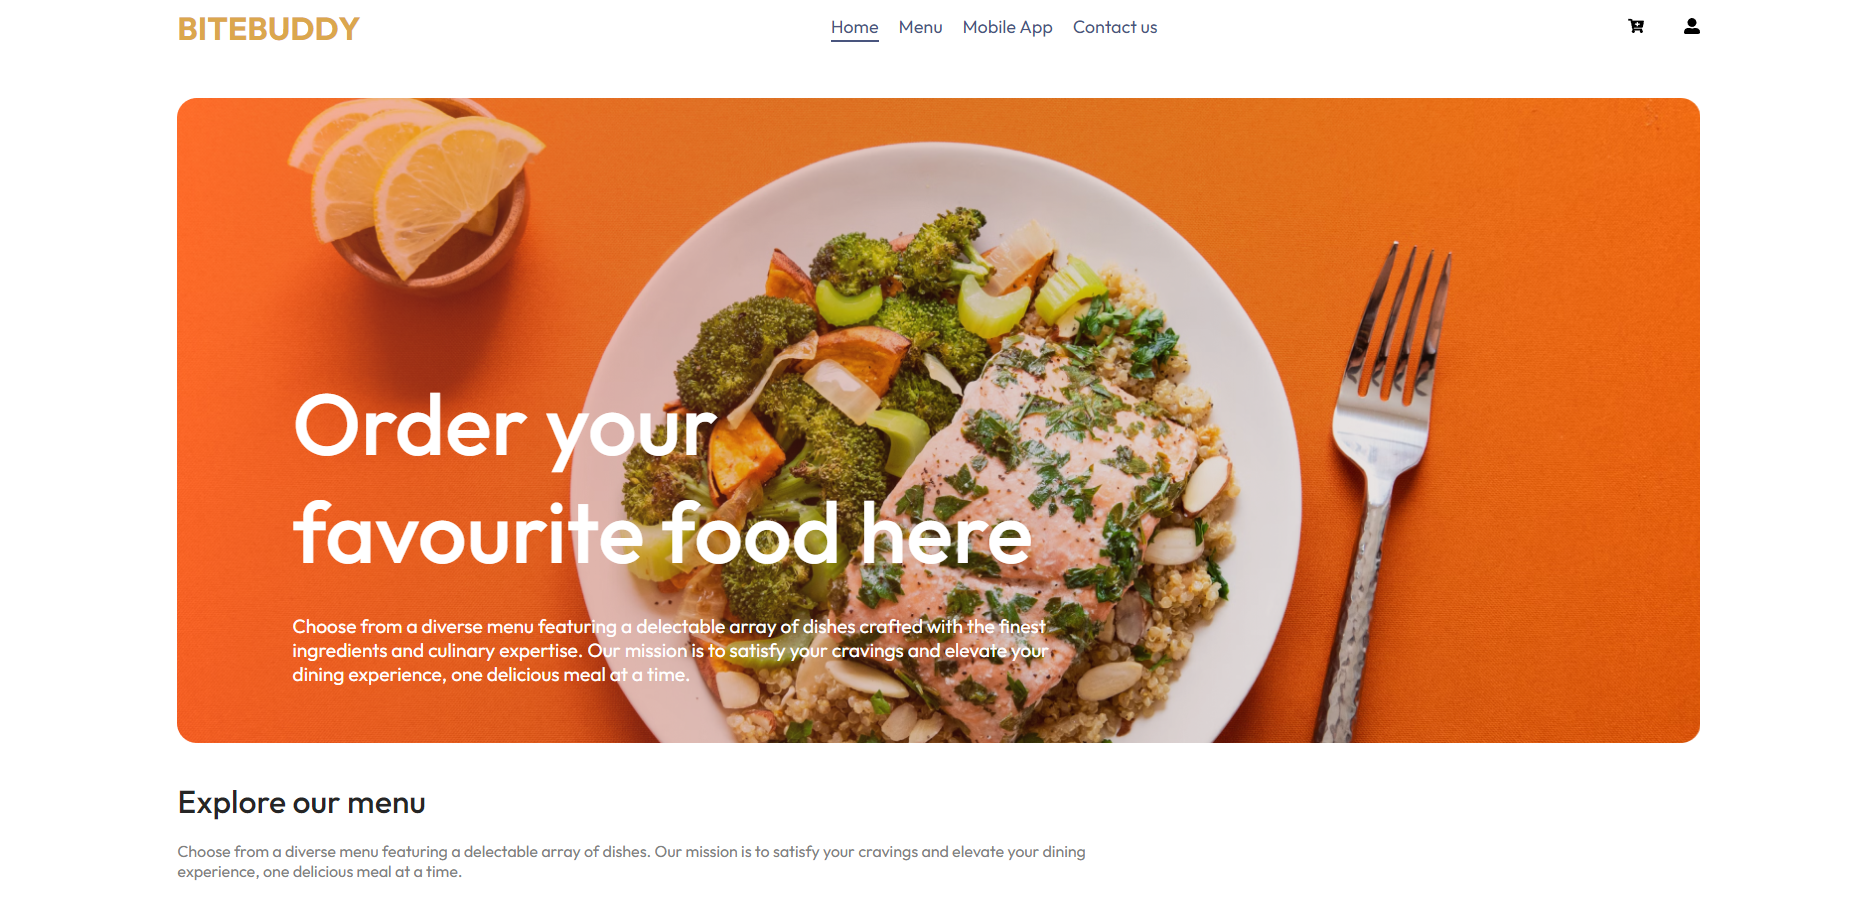 BITEBUDDY
Home Menu Mobile App Contact us
Order your
favourite food here
Choose from a diverse menu featuring a delectable array of dishes crafted with the finest
ingredients and culinary expertise. Our mission is to satisfy your cravings and elevate your
dining experience, one delicious meal at a time.
Explore our menu
Choose from a diverse menu featuring a delectable array of dishes. Our mission is to satisfy your cravings and elevate your dining
experience, one delicious meal at a time.